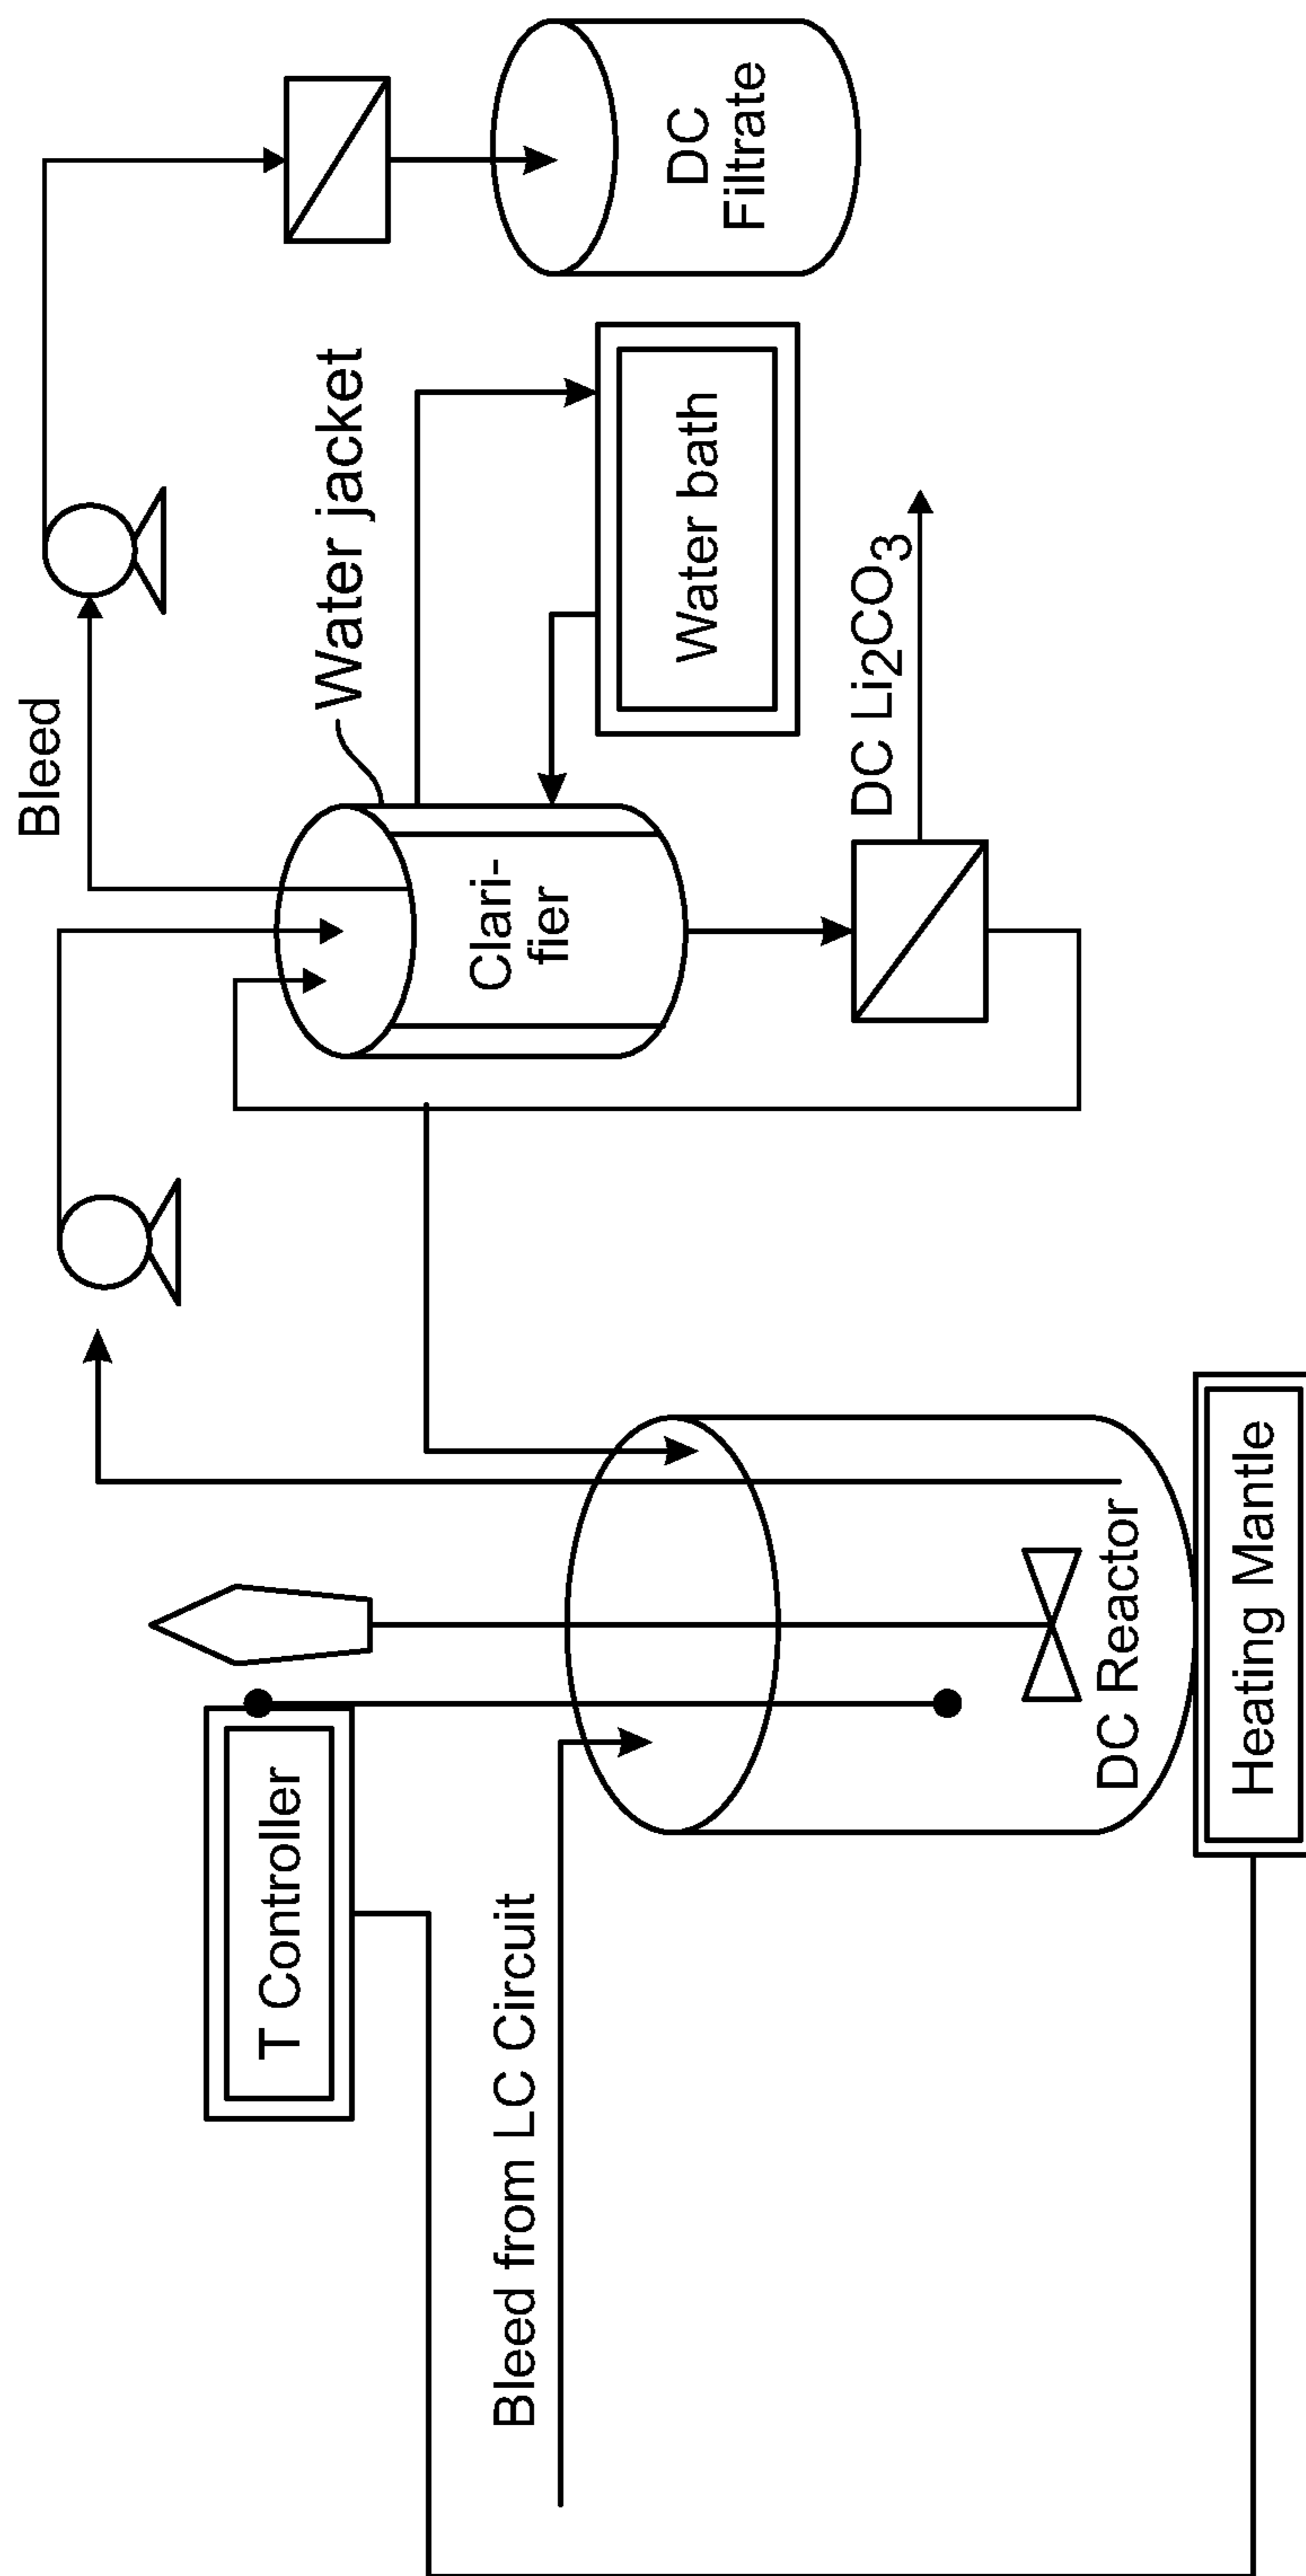 T Controller
Bleed from LC Circuit
DC Reactor
Heating Mantle
Bleed
Water jacket
Clari-
fier
Water bath
DC Li2CO3
DC
Filtrate